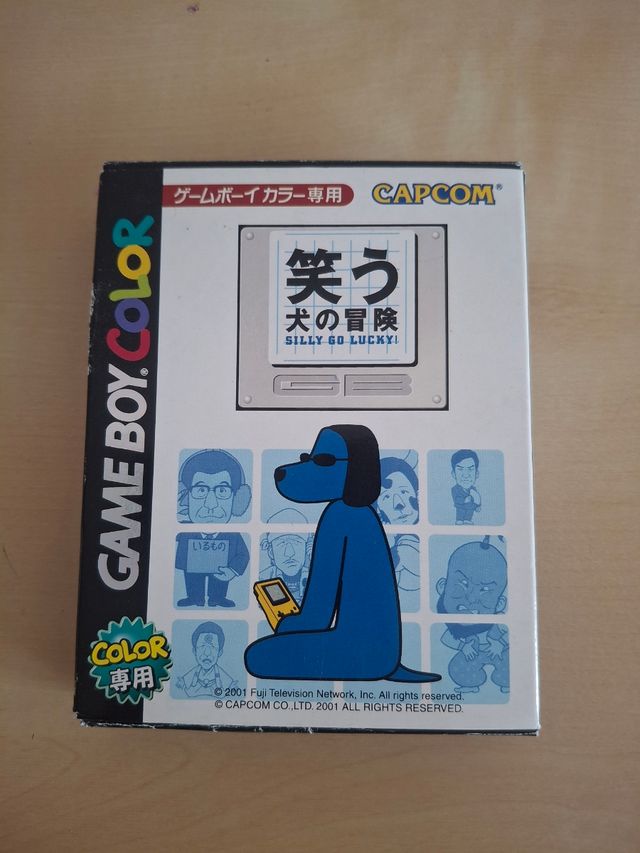 ゲームボーイカラー専用
CAPCOM®
笑う
犬の冒険
SILLY GO LUCKY!
GB
GAME BOY® COLOR
いるもの
COLOR
専用
© 2001 Fuji Television Network, Inc. All rights reserved.
© CAPCOM CO.,LTD. 2001 ALL RIGHTS RESERVED.